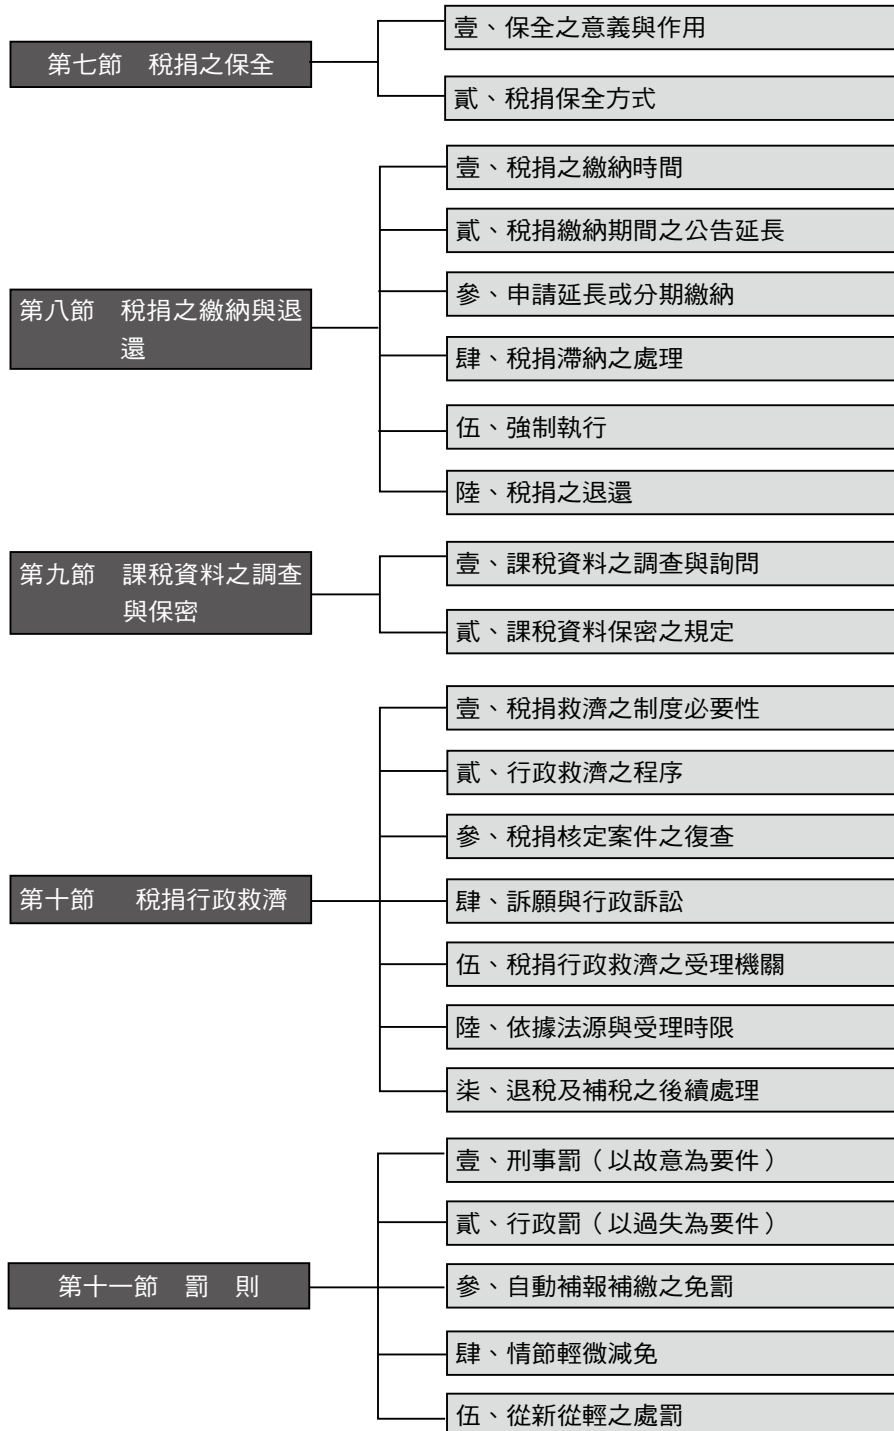 第七節　稅捐之保全
壹、保全之意義與作用
貳、稅捐保全方式
第八節　稅捐之繳納與退
還
壹、稅捐之繳納時間
貳、稅捐繳納期間之公告延長
參、申請延長或分期繳納
肆、稅捐滯納之處理
伍、強制執行
陸、稅捐之退還
第九節　課稅資料之調查
與保密
壹、課稅資料之調查與詢問
貳、課稅資料保密之規定
第十節　稅捐行政救濟
壹、稅捐救濟之制度必要性
貳、行政救濟之程序
參、稅捐核定案件之復查
肆、訴願與行政訴訟
伍、稅捐行政救濟之受理機關
陸、依據法源與受理時限
柒、退稅及補稅之後續處理
第十一節　罰　則
壹、刑事罰（以故意為要件）
貳、行政罰（以過失為要件）
參、自動補報補繳之免罰
肆、情節輕微減免
伍、從新從輕之處罰